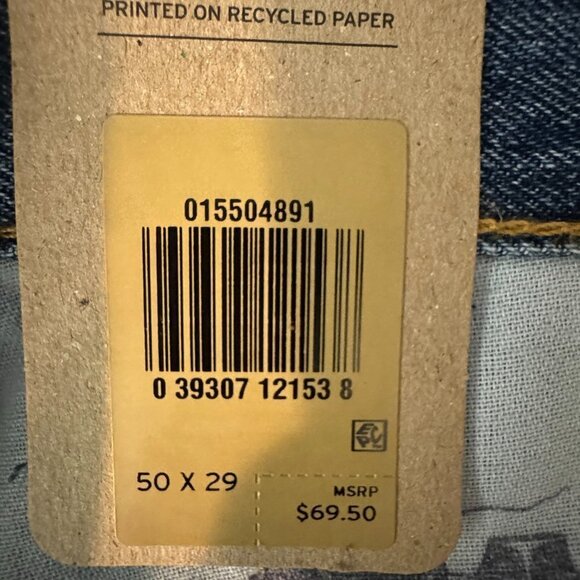 PRINTED ON RECYCLED PAPER
015504891
0 39307 12153 8
50 X 29
MSRP
$69.50